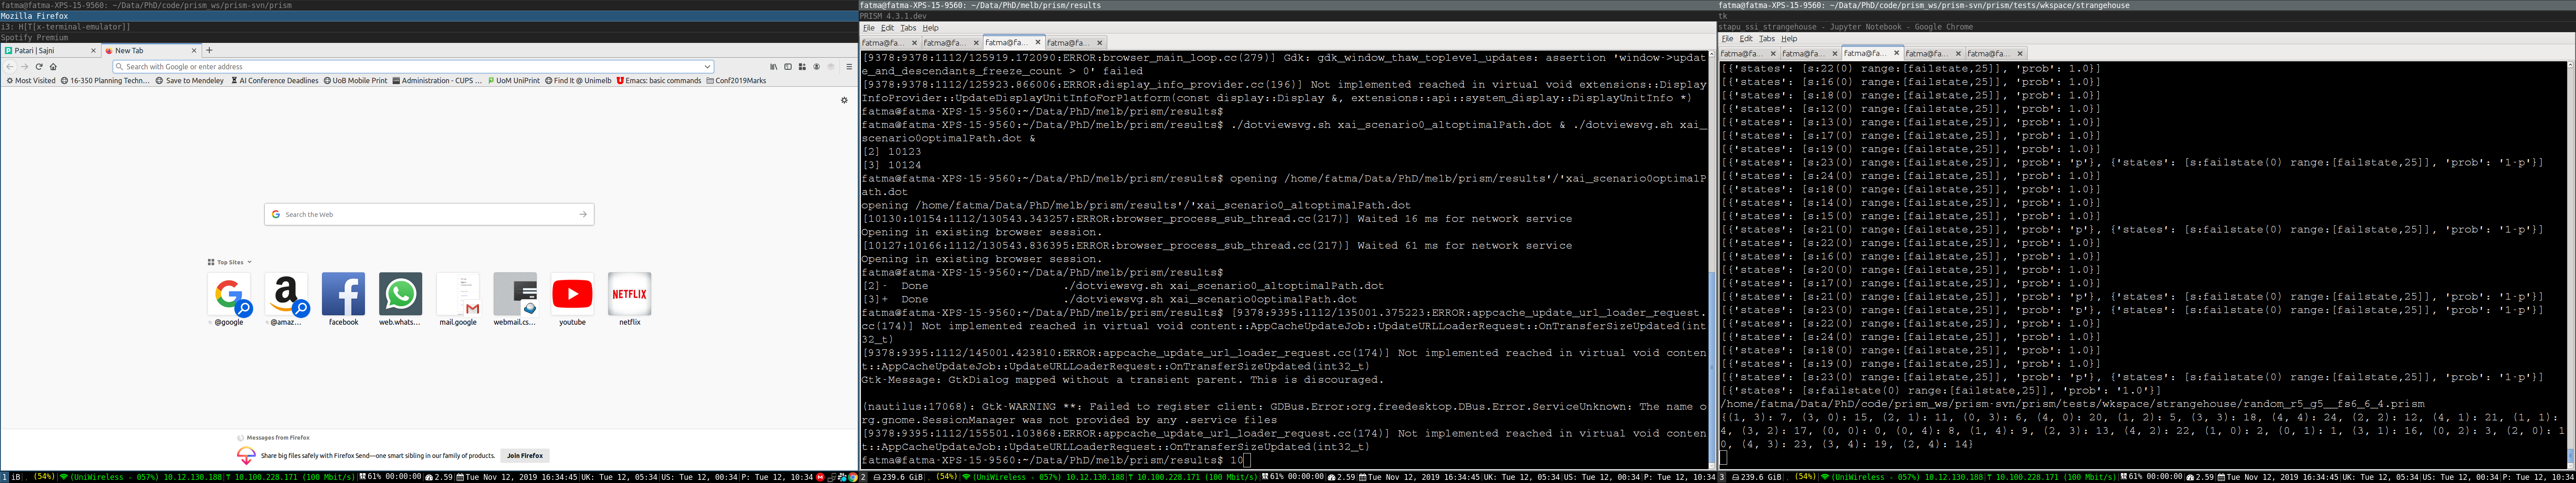 fatma@fatma-XPS-15-9560: ~/Data/PhD/code/prism_ws/prism-svn/prism
Mozilla Firefox
i3: H[T[x-terminal-emulator]]
Spotify Premium
Patari | Sajni
New Tab
Search with Google or enter address
Most Visited
16-350 Planning Techn…
Save to Mendeley
AI Conference Deadlines
UoB Mobile Print
Administration - CUPS …
UoM UniPrint
Find It @ Unimelb
Emacs: basic commands
Conf2019Marks
Search the Web
Top Sites
@google
@amaz…
facebook
web.whats…
mail.google
webmail.cs…
youtube
NETFLIX
netflix
Messages from Firefox
Share big files safely with Firefox Send—one smart sibling in our family of products.
Join Firefox
1 iB
(54%) (UniWireless - 057%) 10.12.130.188 10.100.228.171 (100 Mbit/s) 61% 00:00:00 2.59 Tue Nov 12, 2019 16:34:45 UK: Tue 12, 05:34 US: Tue 12, 00:34 P: Tue 12, 10:34
fatma@fatma-XPS-15-9560: ~/Data/PhD/melb/prism/results
PRISM 4.3.1.dev
File Edit Tabs Help
fatma@fa… fatma@fa… fatma@fa… fatma@fa…
[9378:9378:1112/125919.172090:ERROR:browser_main_loop.cc(279)] Gdk: gdk_window_thaw_toplevel_updates: assertion 'window->updat
e_and_descendants_freeze_count > 0' failed
[9378:9378:1112/125923.866006:ERROR:display_info_provider.cc(196)] Not implemented reached in virtual void extensions::Display
InfoProvider::UpdateDisplayUnitInfoForPlatform(const display::Display &, extensions::api::system_display::DisplayUnitInfo *)
fatma@fatma-XPS-15-9560:~/Data/PhD/melb/prism/results$
fatma@fatma-XPS-15-9560:~/Data/PhD/melb/prism/results$ ./dotviewsvg.sh xai_scenario0_altoptimalPath.dot & ./dotviewsvg.sh xai_
scenario0optimalPath.dot &
[2] 10123
[3] 10124
fatma@fatma-XPS-15-9560:~/Data/PhD/melb/prism/results$ opening /home/fatma/Data/PhD/melb/prism/results'/'xai_scenario0optimalP
ath.dot
opening /home/fatma/Data/PhD/melb/prism/results'/'xai_scenario0_altoptimalPath.dot
[10130:10154:1112/130543.343257:ERROR:browser_process_sub_thread.cc(217)] Waited 16 ms for network service
Opening in existing browser session.
[10127:10166:1112/130543.836395:ERROR:browser_process_sub_thread.cc(217)] Waited 61 ms for network service
Opening in existing browser session.
fatma@fatma-XPS-15-9560:~/Data/PhD/melb/prism/results$
[2]- Done ./dotviewsvg.sh xai_scenario0_altoptimalPath.dot
[3]+ Done ./dotviewsvg.sh xai_scenario0optimalPath.dot
fatma@fatma-XPS-15-9560:~/Data/PhD/melb/prism/results$ [9378:9395:1112/135001.375223:ERROR:appcache_update_url_loader_request.
cc(174)] Not implemented reached in virtual void content::AppCacheUpdateJob::UpdateURLLoaderRequest::OnTransferSizeUpdated(int
32_t)
[9378:9395:1112/145001.423810:ERROR:appcache_update_url_loader_request.cc(174)] Not implemented reached in virtual void conten
t::AppCacheUpdateJob::UpdateURLLoaderRequest::OnTransferSizeUpdated(int32_t)
Gtk-Message: GtkDialog mapped without a transient parent. This is discouraged.
(nautilus:17068): Gtk-WARNING **: Failed to register client: GDBus.Error:org.freedesktop.DBus.Error.ServiceUnknown: The name o
rg.gnome.SessionManager was not provided by any .service files
[9378:9395:1112/155501.103868:ERROR:appcache_update_url_loader_request.cc(174)] Not implemented reached in virtual void conten
t::AppCacheUpdateJob::UpdateURLLoaderRequest::OnTransferSizeUpdated(int32_t)
fatma@fatma-XPS-15-9560:~/Data/PhD/melb/prism/results$ 10
2 239.6 GiB (54%) (UniWireless - 057%) 10.12.130.188 10.100.228.171 (100 Mbit/s) 61% 00:00:00 2.59 Tue Nov 12, 2019 16:34:45 UK: Tue 12, 05:34 US: Tue 12, 00:34 P: Tue 12, 10:34
fatma@fatma-XPS-15-9560: ~/Data/PhD/code/prism_ws/prism-svn/prism/tests/wkspace/strangehouse
tk
stapu_ssi_strangehouse - Jupyter Notebook - Google Chrome
File Edit Tabs Help
fatma@fa… fatma@fa… fatma@fa… fatma@fa… fatma@fa…
[{'states': [s:22(0) range:[failstate,25]], 'prob': 1.0}]
[{'states': [s:16(0) range:[failstate,25]], 'prob': 1.0}]
[{'states': [s:18(0) range:[failstate,25]], 'prob': 1.0}]
[{'states': [s:12(0) range:[failstate,25]], 'prob': 1.0}]
[{'states': [s:13(0) range:[failstate,25]], 'prob': 1.0}]
[{'states': [s:17(0) range:[failstate,25]], 'prob': 1.0}]
[{'states': [s:19(0) range:[failstate,25]], 'prob': 1.0}]
[{'states': [s:23(0) range:[failstate,25]], 'prob': 'p'}, {'states': [s:failstate(0) range:[failstate,25]], 'prob': '1-p'}]
[{'states': [s:24(0) range:[failstate,25]], 'prob': 1.0}]
[{'states': [s:18(0) range:[failstate,25]], 'prob': 1.0}]
[{'states': [s:14(0) range:[failstate,25]], 'prob': 1.0}]
[{'states': [s:15(0) range:[failstate,25]], 'prob': 1.0}]
[{'states': [s:21(0) range:[failstate,25]], 'prob': 'p'}, {'states': [s:failstate(0) range:[failstate,25]], 'prob': '1-p'}]
[{'states': [s:22(0) range:[failstate,25]], 'prob': 1.0}]
[{'states': [s:16(0) range:[failstate,25]], 'prob': 1.0}]
[{'states': [s:20(0) range:[failstate,25]], 'prob': 1.0}]
[{'states': [s:17(0) range:[failstate,25]], 'prob': 1.0}]
[{'states': [s:21(0) range:[failstate,25]], 'prob': 'p'}, {'states': [s:failstate(0) range:[failstate,25]], 'prob': '1-p'}]
[{'states': [s:23(0) range:[failstate,25]], 'prob': 'p'}, {'states': [s:failstate(0) range:[failstate,25]], 'prob': '1-p'}]
[{'states': [s:22(0) range:[failstate,25]], 'prob': 1.0}]
[{'states': [s:24(0) range:[failstate,25]], 'prob': 1.0}]
[{'states': [s:18(0) range:[failstate,25]], 'prob': 1.0}]
[{'states': [s:19(0) range:[failstate,25]], 'prob': 1.0}]
[{'states': [s:23(0) range:[failstate,25]], 'prob': 'p'}, {'states': [s:failstate(0) range:[failstate,25]], 'prob': '1-p'}]
[{'states': [s:failstate(0) range:[failstate,25]], 'prob': '1.0'}]
/home/fatma/Data/PhD/code/prism_ws/prism-svn/prism/tests/wkspace/strangehouse/random_r5_g5__fs6_6_4.prism
{(1, 3): 7, (3, 0): 15, (2, 1): 11, (0, 3): 6, (4, 0): 20, (1, 2): 5, (3, 3): 18, (4, 4): 24, (2, 2): 12, (4, 1): 21, (1, 1):
4, (3, 2): 17, (0, 0): 0, (0, 4): 8, (1, 4): 9, (2, 3): 13, (4, 2): 22, (1, 0): 2, (0, 1): 1, (3, 1): 16, (0, 2): 3, (2, 0): 1
0, (4, 3): 23, (3, 4): 19, (2, 4): 14}
3 239.6 GiB (54%) (UniWireless - 057%) 10.12.130.188 10.100.228.171 (100 Mbit/s) 61% 00:00:00 2.59 Tue Nov 12, 2019 16:34:45 UK: Tue 12, 05:34 US: Tue 12, 00:34 P: Tue 12, 10:34